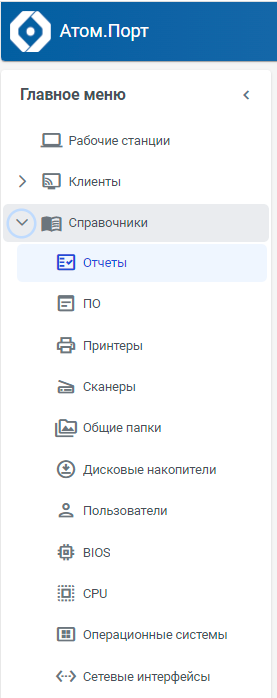 Атом.Порт
Главное меню
Рабочие станции
Клиенты
Справочники
Отчеты
ПО
Принтеры
Сканеры
Общие папки
Дисковые накопители
Пользователи
BIOS
CPU
Операционные системы
Сетевые интерфейсы